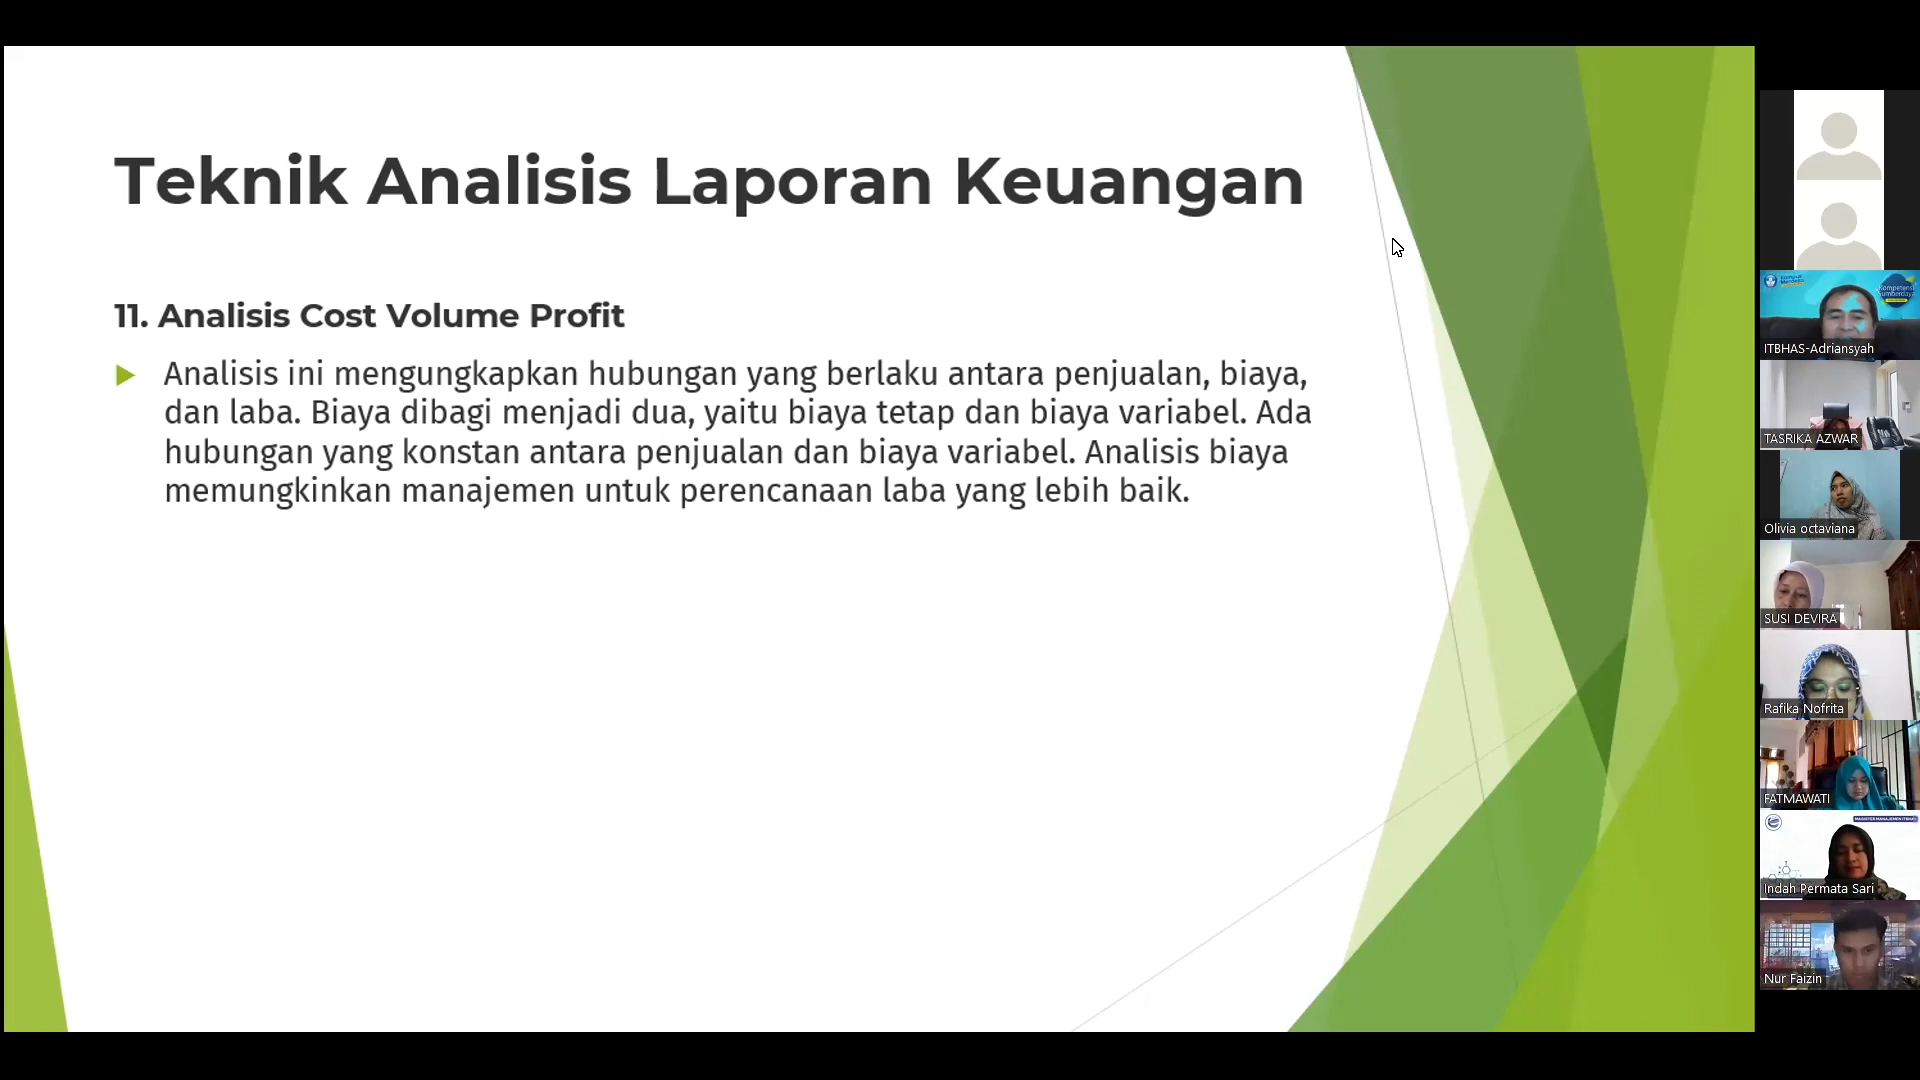 Teknik Analisis Laporan Keuangan
11. Analisis Cost Volume Profit
Analisis ini mengungkapkan hubungan yang berlaku antara penjualan, biaya,
dan laba. Biaya dibagi menjadi dua, yaitu biaya tetap dan biaya variabel. Ada
hubungan yang konstan antara penjualan dan biaya variabel. Analisis biaya
memungkinkan manajemen untuk perencanaan laba yang lebih baik.
ITBHAS-Adriansyah
TASRIKA AZWAR
Olivia octaviana
SUSI DEVIRA
Rafika Nofrita
FATMAWATI
Indah Permata Sari
Nur Faizin